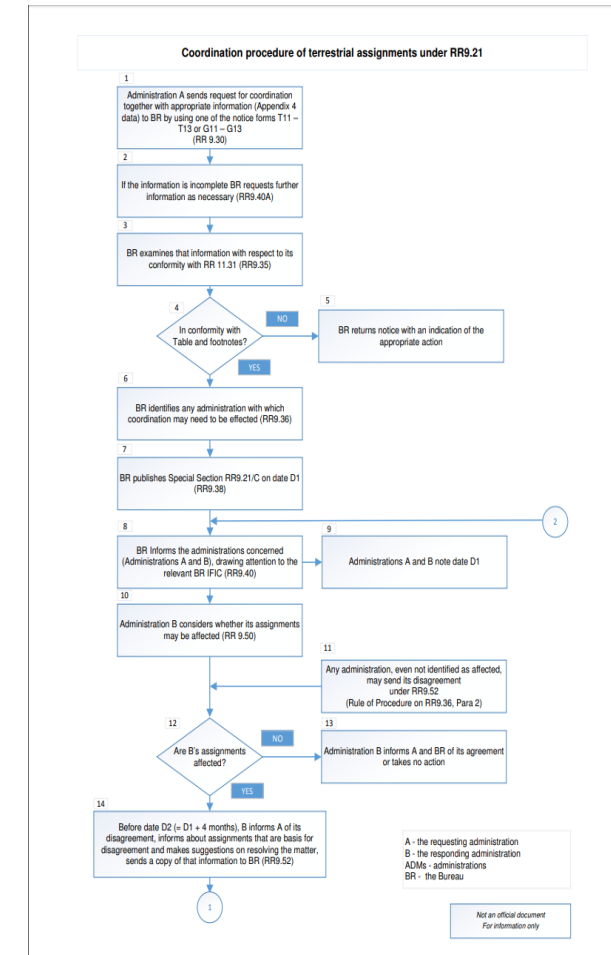 Coordination procedure of terrestrial assignments under RR9.21
1
Administration A sends request for coordination
together with appropriate information (Appendix 4
data) to BR by using one of the notice forms T11 –
T13 or G11 – G13
(RR 9.30)
2
If the information is incomplete BR requests further
information as necessary (RR9.40A)
3
BR examines that information with respect to its
conformity with RR 11.31 (RR9.35)
4
In conformity with
Table and footnotes?
NO
5
BR returns notice with an indication of the
appropriate action
YES
6
BR identifies any administration with which
coordination may need to be effected (RR9.36)
7
BR publishes Special Section RR9.21/C on date D1
(RR9.38)
2
8
BR Informs the administrations concerned
(Administrations A and B), drawing attention to the
relevant BR IFIC (RR9.40)
9
Administrations A and B note date D1
10
Administration B considers whether its assignments
may be affected (RR 9.50)
11
Any administration, even not identified as affected,
may send its disagreement
under RR9.52
(Rule of Procedure on RR9.36, Para 2)
12
Are B's assignments
affected?
NO
13
Administration B informs A and BR of its agreement
or takes no action
YES
14
Before date D2 (= D1 + 4 months), B informs A of its
disagreement, informs about assignments that are basis for
disagreement and makes suggestions on resolving the matter,
sends a copy of that information to BR (RR9.52)
1
A - the requesting administration
B - the responding administration
ADMs - administrations
BR - the Bureau
Not an official document
For information only